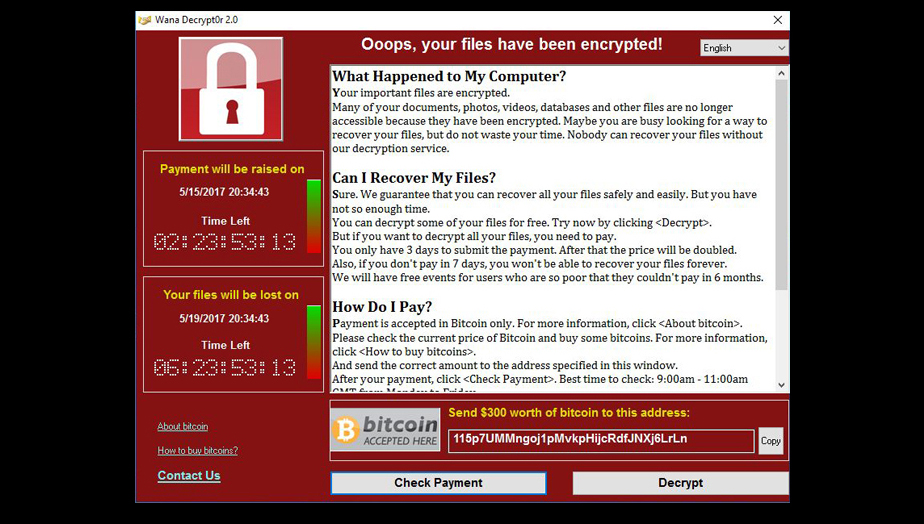 Wana Decrypt0r 2.0
Ooops, your files have been encrypted!
English
Payment will be raised on
5/15/2017 20:34:43
Time Left
02:23:53:13
Your files will be lost on
5/19/2017 20:34:43
Time Left
06:23:53:13
About bitcoin
How to buy bitcoins?
Contact Us
What Happened to My Computer?
Your important files are encrypted.
Many of your documents, photos, videos, databases and other files are no longer
accessible because they have been encrypted. Maybe you are busy looking for a way to
recover your files, but do not waste your time. Nobody can recover your files without
our decryption service.
Can I Recover My Files?
Sure. We guarantee that you can recover all your files safely and easily. But you have
not so enough time.
You can decrypt some of your files for free. Try now by clicking <Decrypt>.
But if you want to decrypt all your files, you need to pay.
You only have 3 days to submit the payment. After that the price will be doubled.
Also, if you don't pay in 7 days, you won't be able to recover your files forever.
We will have free events for users who are so poor that they couldn't pay in 6 months.
How Do I Pay?
Payment is accepted in Bitcoin only. For more information, click <About bitcoin>.
Please check the current price of Bitcoin and buy some bitcoins. For more information,
click <How to buy bitcoins>.
And send the correct amount to the address specified in this window.
After your payment, click <Check Payment>. Best time to check: 9:00am - 11:00am
GMT from Monday to Friday.
bitcoin
ACCEPTED HERE
Send $300 worth of bitcoin to this address:
115p7UMMngoj1pMvkpHijcRdfJNXj6LrLn
Copy
Check Payment
Decrypt